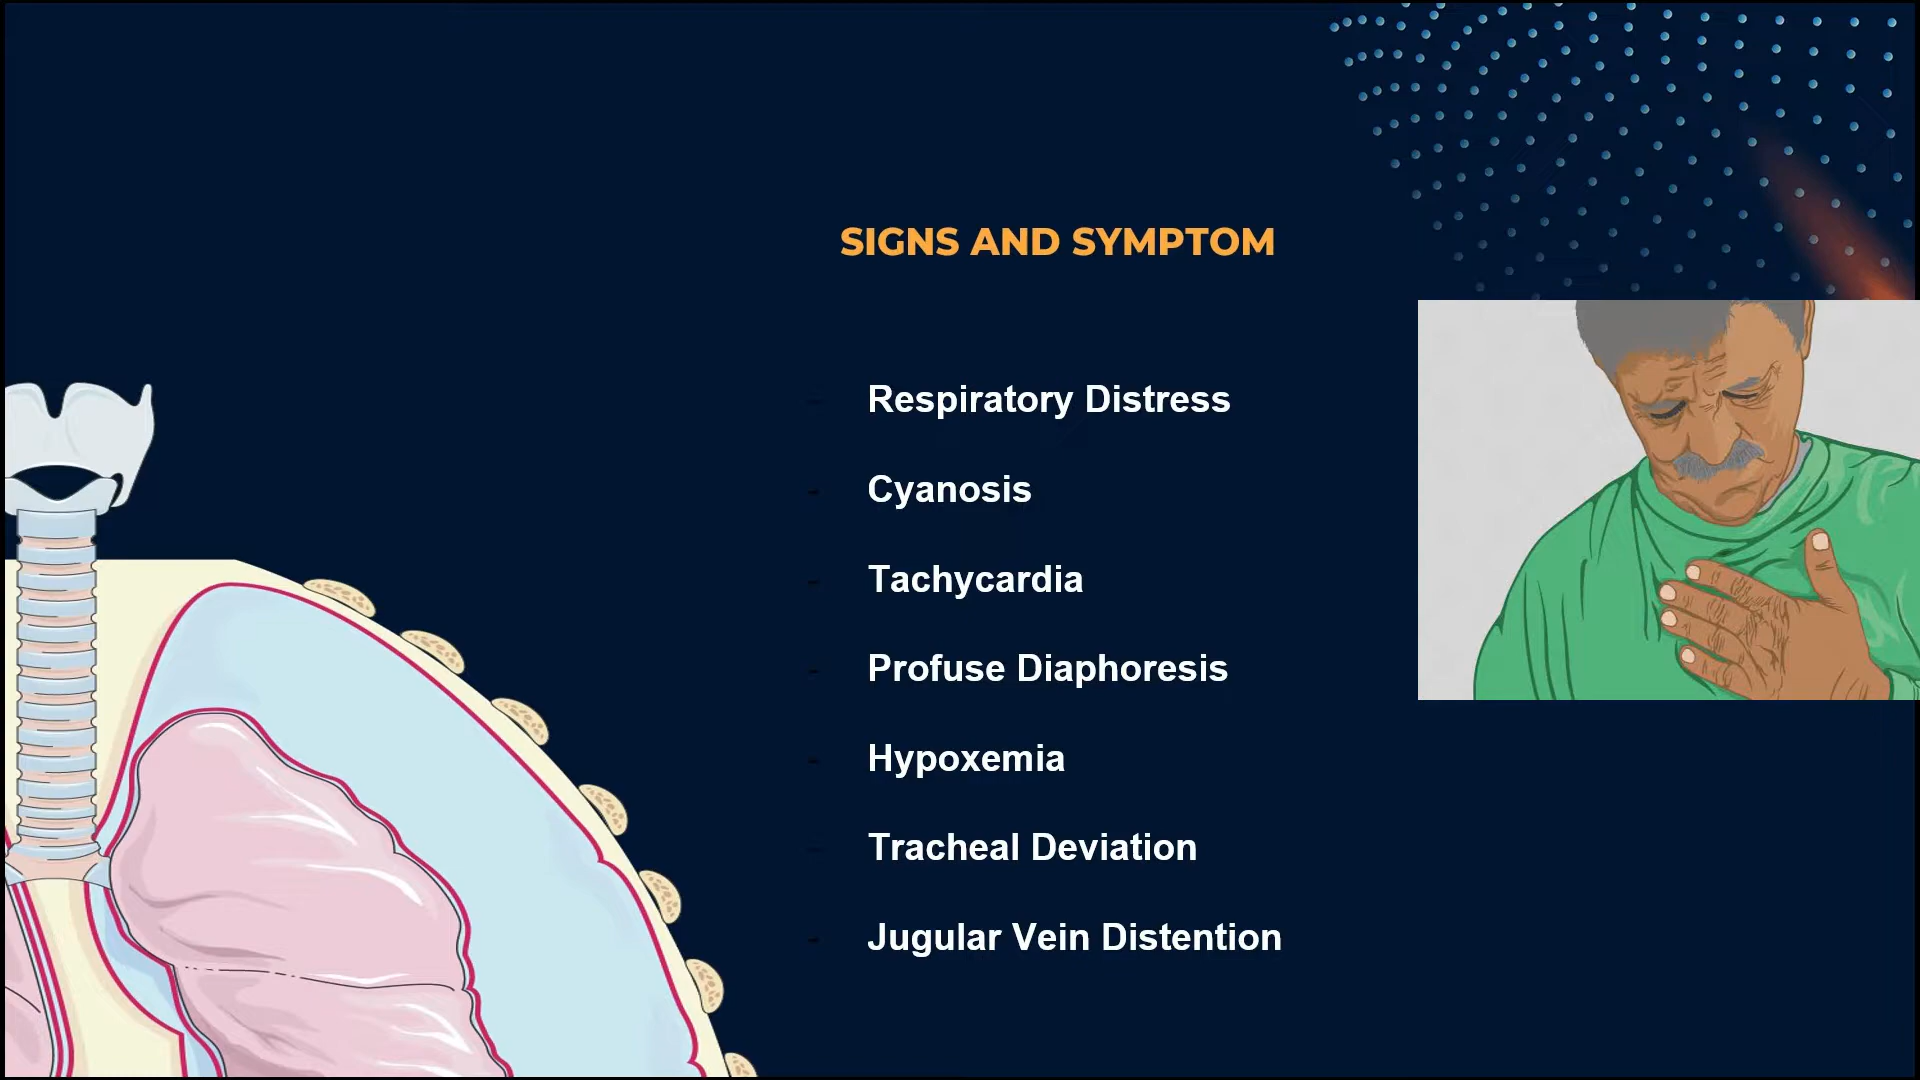 SIGNS AND SYMPTOM
- Respiratory Distress
- Cyanosis
- Tachycardia
- Profuse Diaphoresis
- Hypoxemia
- Tracheal Deviation
- Jugular Vein Distention